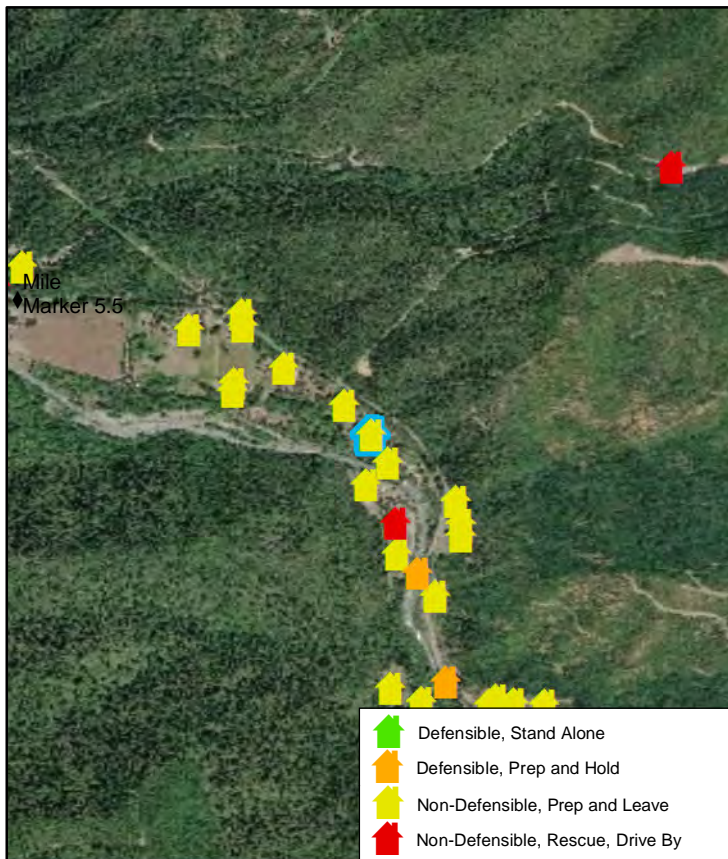 Mile
Marker 5.5
Defensible, Stand Alone
Defensible, Prep and Hold
Non-Defensible, Prep and Leave
Non-Defensible, Rescue, Drive By